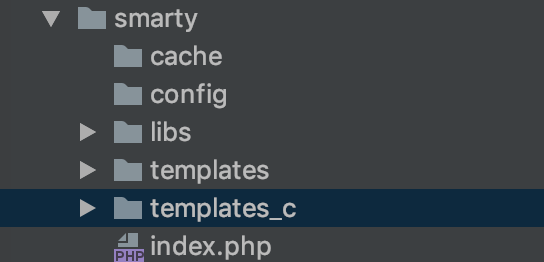 smarty
cache
config
libs
templates
templates_c
index.php
PHP